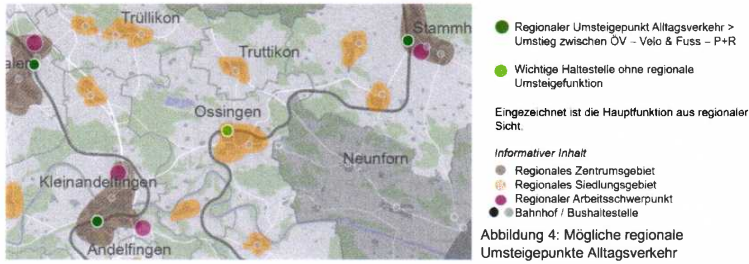 Trüllikon
Stammh
Truttikon
Ossingen
Neunforn
Kleinandelfingen
Andelfingen
Regionaler Umsteigepunkt Alltagsverkehr >
Umstieg zwischen ÖV – Velo & Fuss – P+R
Wichtige Haltestelle ohne regionale
Umsteigefunktion
Eingezeichnet ist die Hauptfunktion aus regionaler
Sicht.
Informativer Inhalt
Regionales Zentrumsgebiet
Regionales Siedlungsgebiet
Regionaler Arbeitsschwerpunkt
Bahnhof / Bushaltestelle
Abbildung 4: Mögliche regionale
Umsteigepunkte Alltagsverkehr